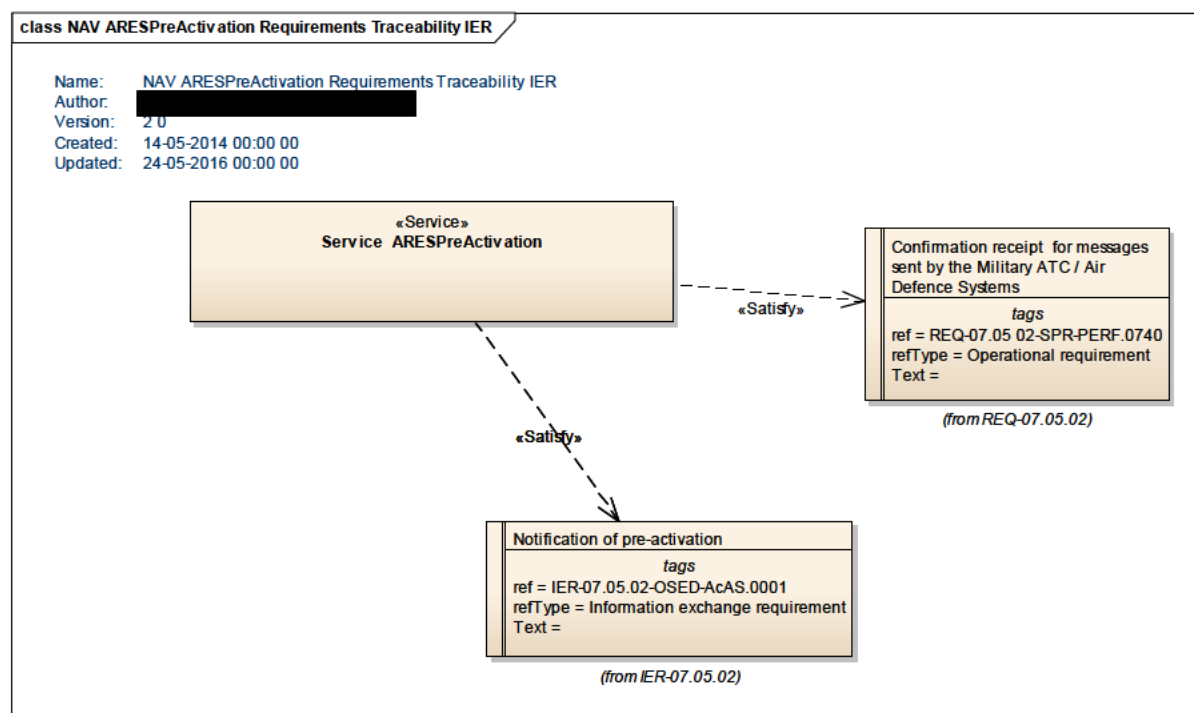 class NAV ARESPreActivation Requirements Traceability IER
Name: NAV ARESPreActivation Requirements Traceability IER
Author:
Version: 2 0
Created: 14-05-2014 00:00 00
Updated: 24-05-2016 00:00 00
«Service»
Service ARESPreActivation
«Satisfy»
Confirmation receipt for messages
sent by the Military ATC / Air
Defence Systems
tags
ref = REQ-07.05 02-SPR-PERF.0740
refType = Operational requirement
Text =
(from REQ-07.05.02)
«Satisfy»
Notification of pre-activation
tags
ref = IER-07.05.02-OSED-AcAS.0001
refType = Information exchange requirement
Text =
(from IER-07.05.02)